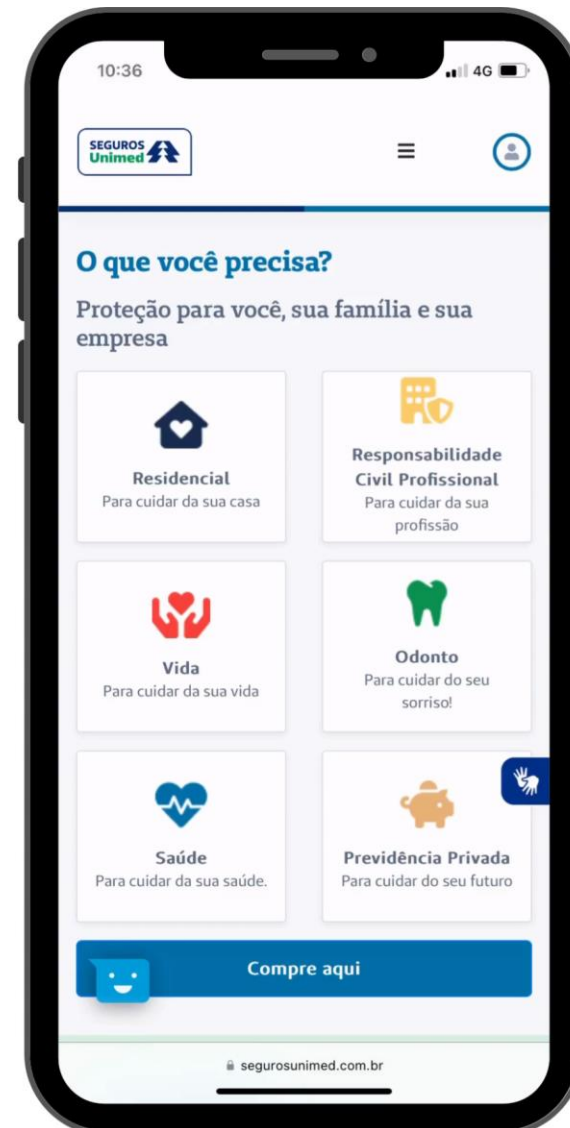 10:36
4G
SEGUROS
Unimed
O que você precisa?
Proteção para você, sua família e sua
empresa
Residencial
Para cuidar da sua casa
Responsabilidade
Civil Profissional
Para cuidar da sua
profissão
Vida
Para cuidar da sua vida
Odonto
Para cuidar do seu
sorriso!
Saúde
Para cuidar da sua saúde.
Previdência Privada
Para cuidar do seu futuro
Compre aqui
segurosunimed.com.br